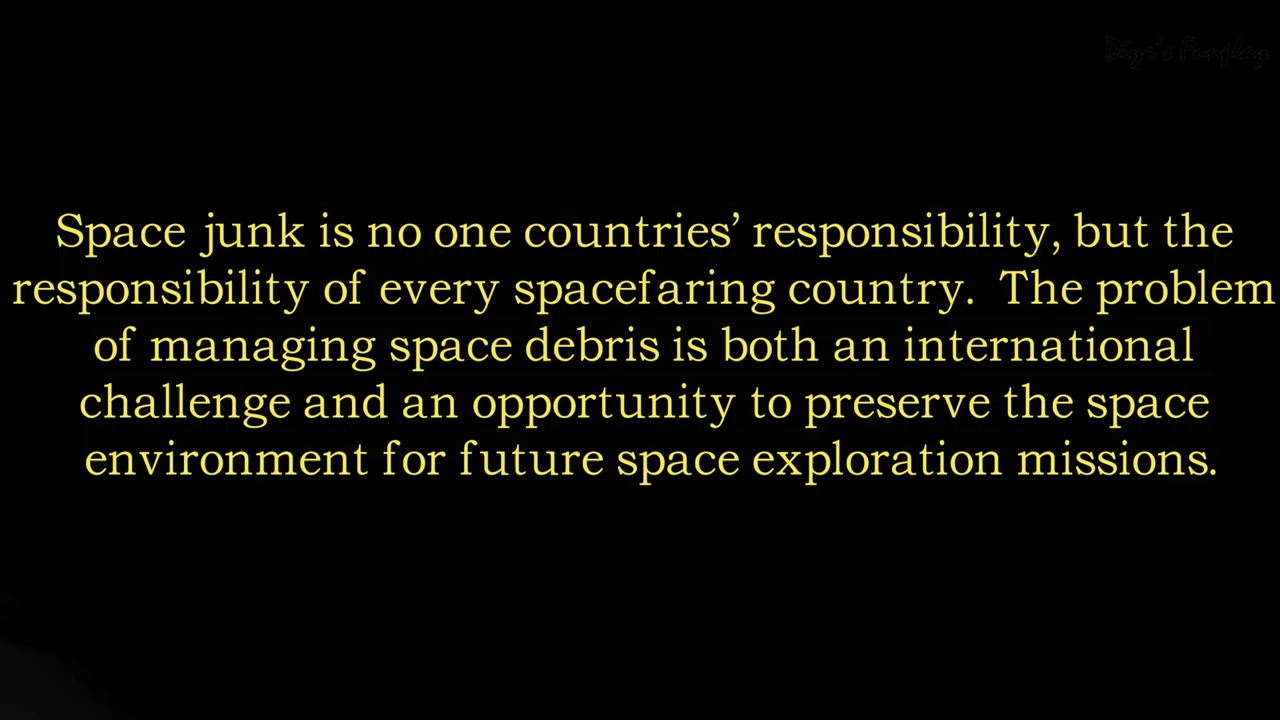 Space junk is no one countries’ responsibility, but the
responsibility of every spacefaring country.  The problem
of managing space debris is both an international
challenge and an opportunity to preserve the space
environment for future space exploration missions.